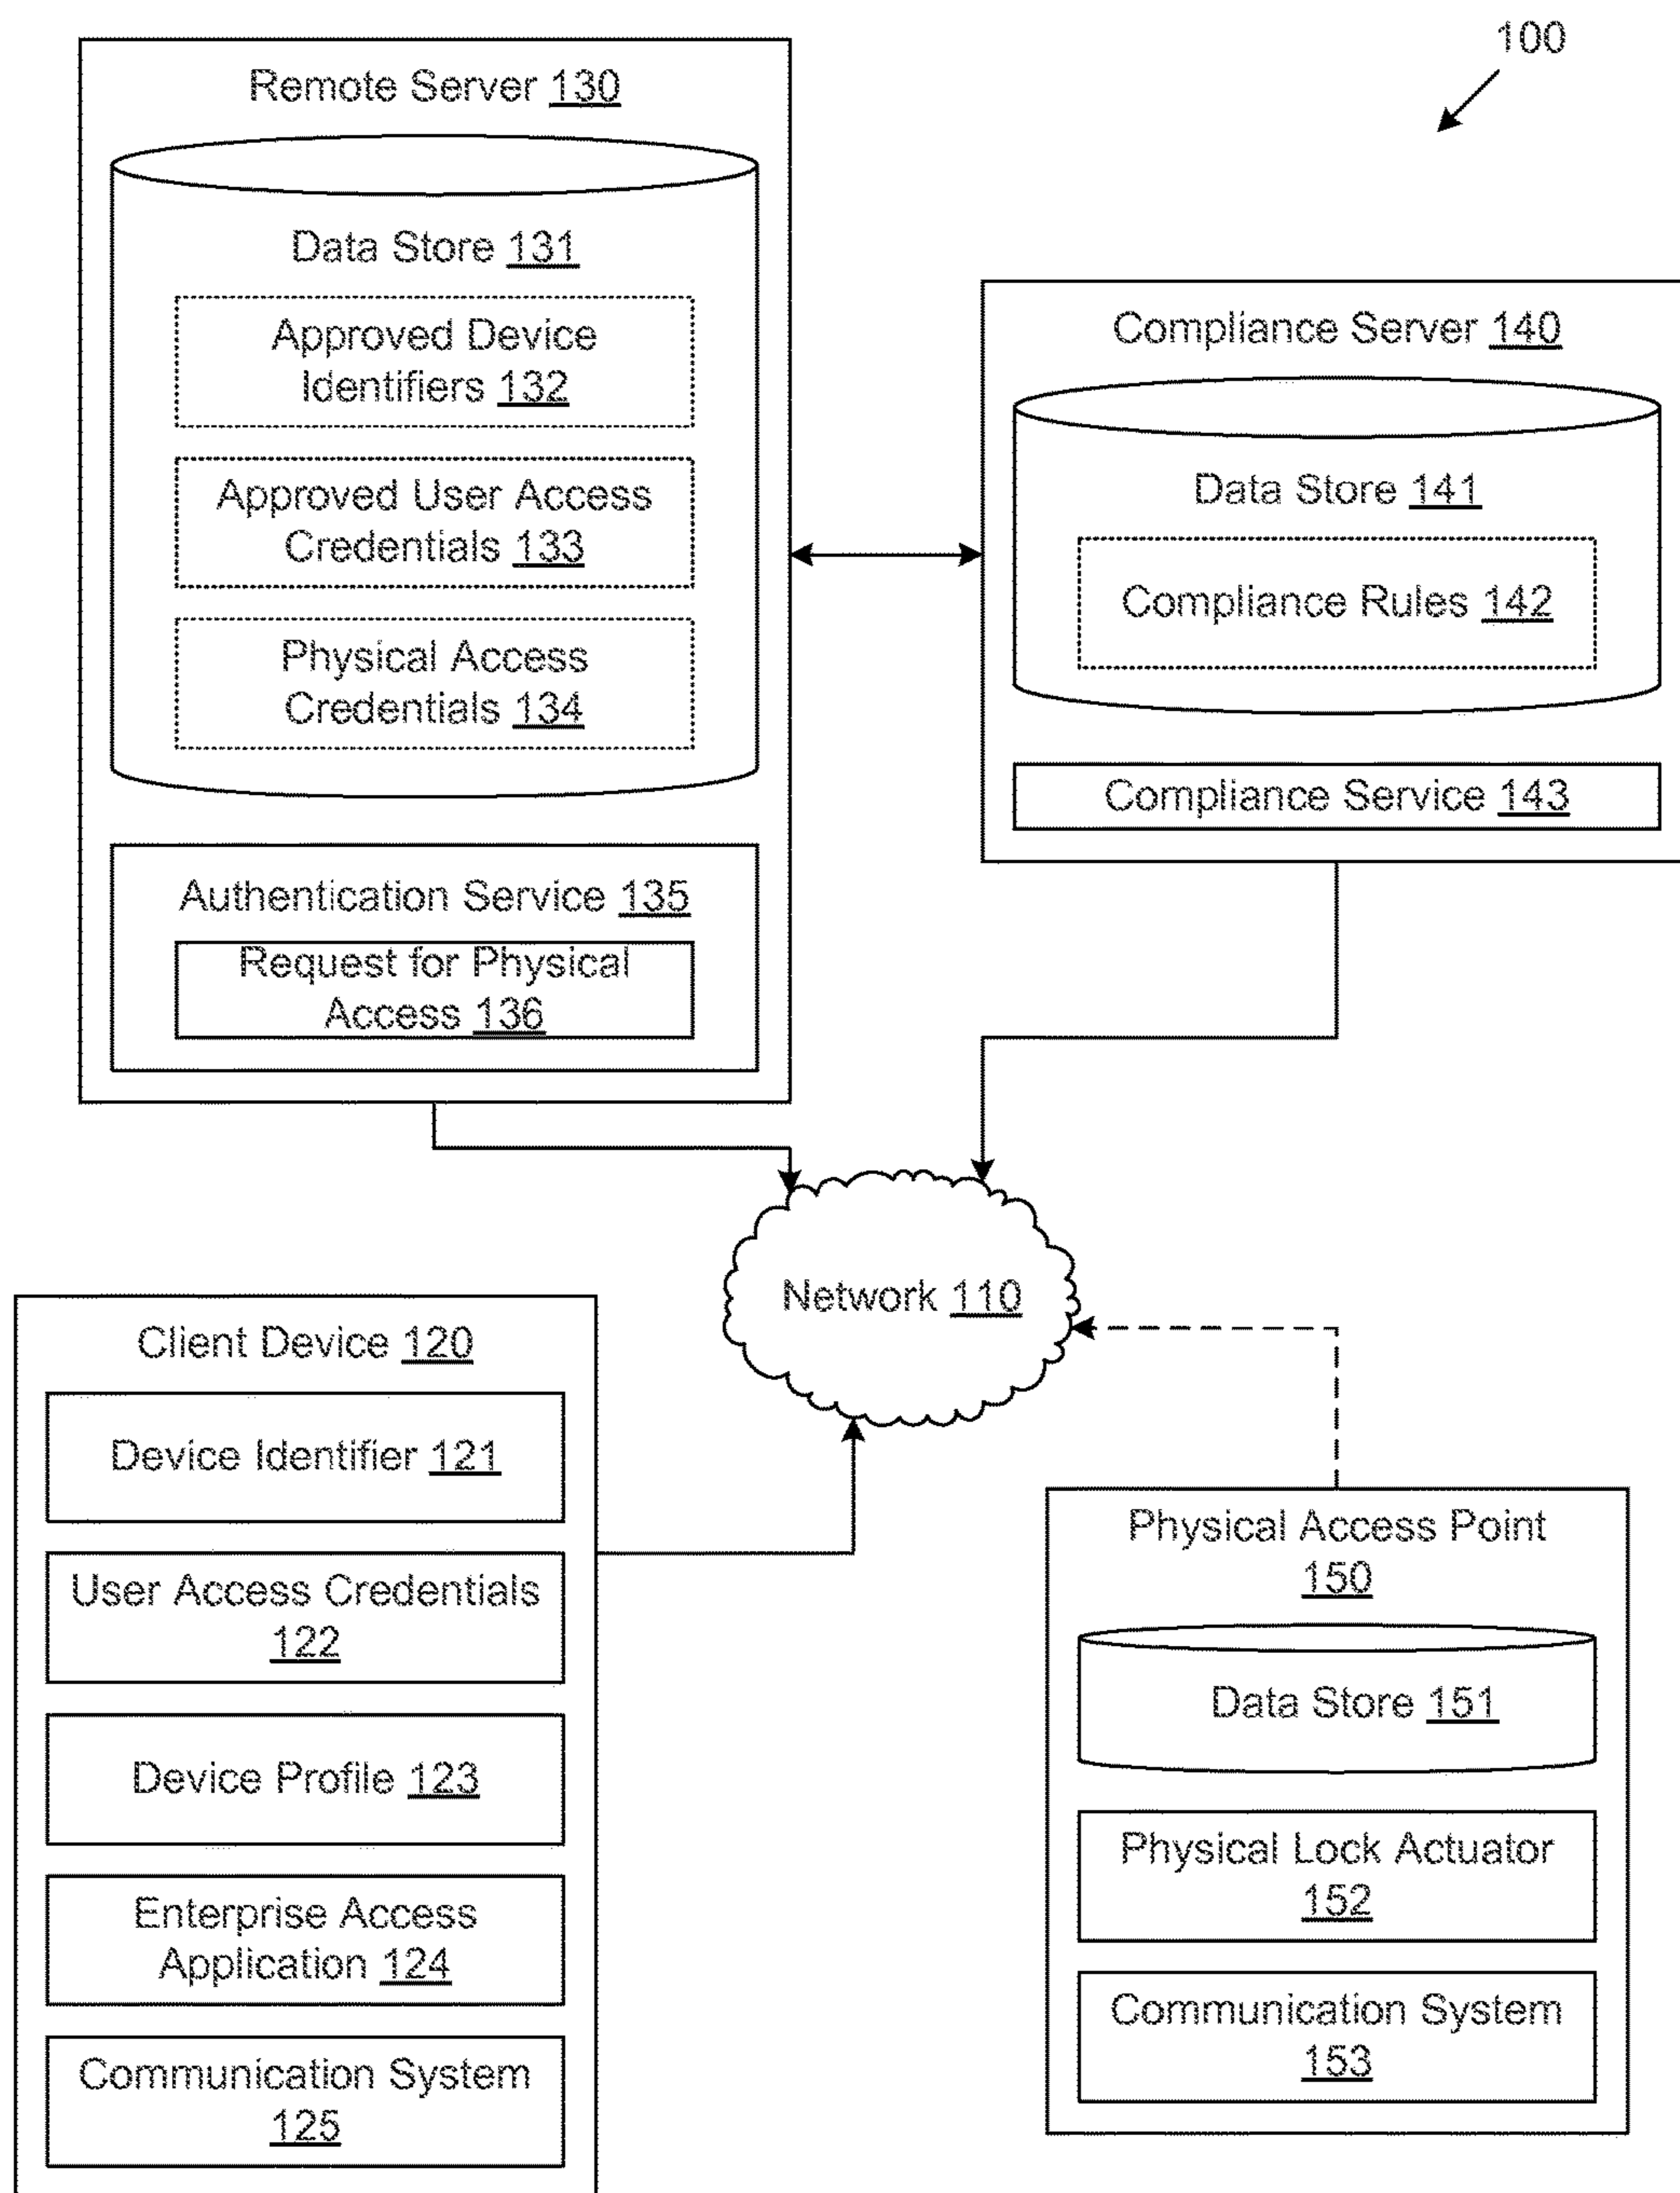 100
Remote Server 130
Data Store 131
Approved Device
Identifiers 132
Approved User Access
Credentials 133
Physical Access
Credentials 134
Authentication Service 135
Request for Physical
Access 136
Compliance Server 140
Data Store 141
Compliance Rules 142
Compliance Service 143
Network 110
Client Device 120
Device Identifier 121
User Access Credentials
122
Device Profile 123
Enterprise Access
Application 124
Communication System
125
Physical Access Point
150
Data Store 151
Physical Lock Actuator
152
Communication System
153